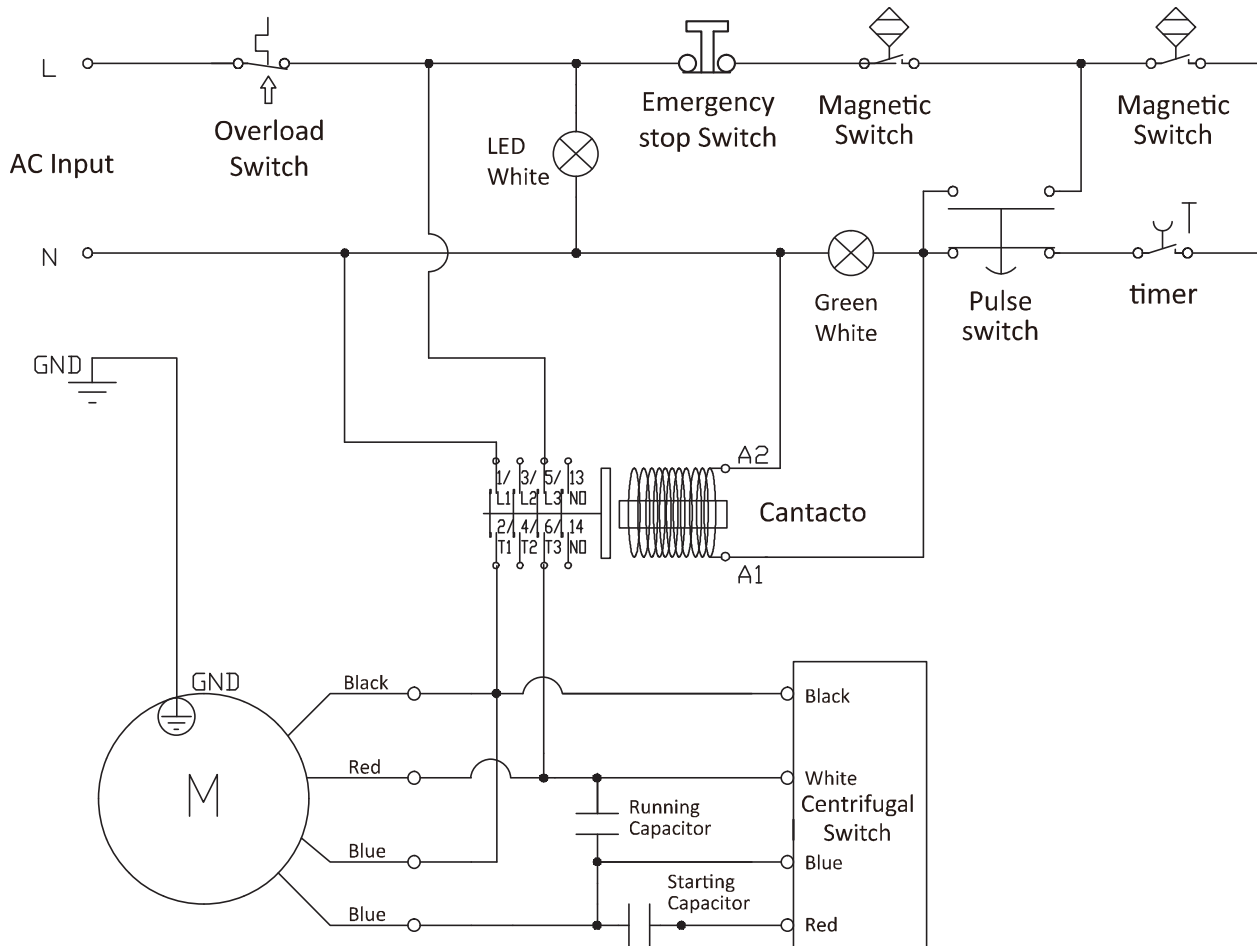 L
Overload
Switch
AC Input
LED
White
Emergency
stop Switch
Magnetic
Switch
Magnetic
Switch
N
Green
White
Pulse
switch
T
timer
GND
A2
1/ 3/ 5/ 13
L1 L2 L3 NO
2/ 4/ 6/ 14
T1 T2 T3 NO
Cantacto
A1
GND
M
Black
Black
Red
White
Running
Capacitor
Centrifugal
Switch
Blue
Blue
Starting
Capacitor
Blue
Red